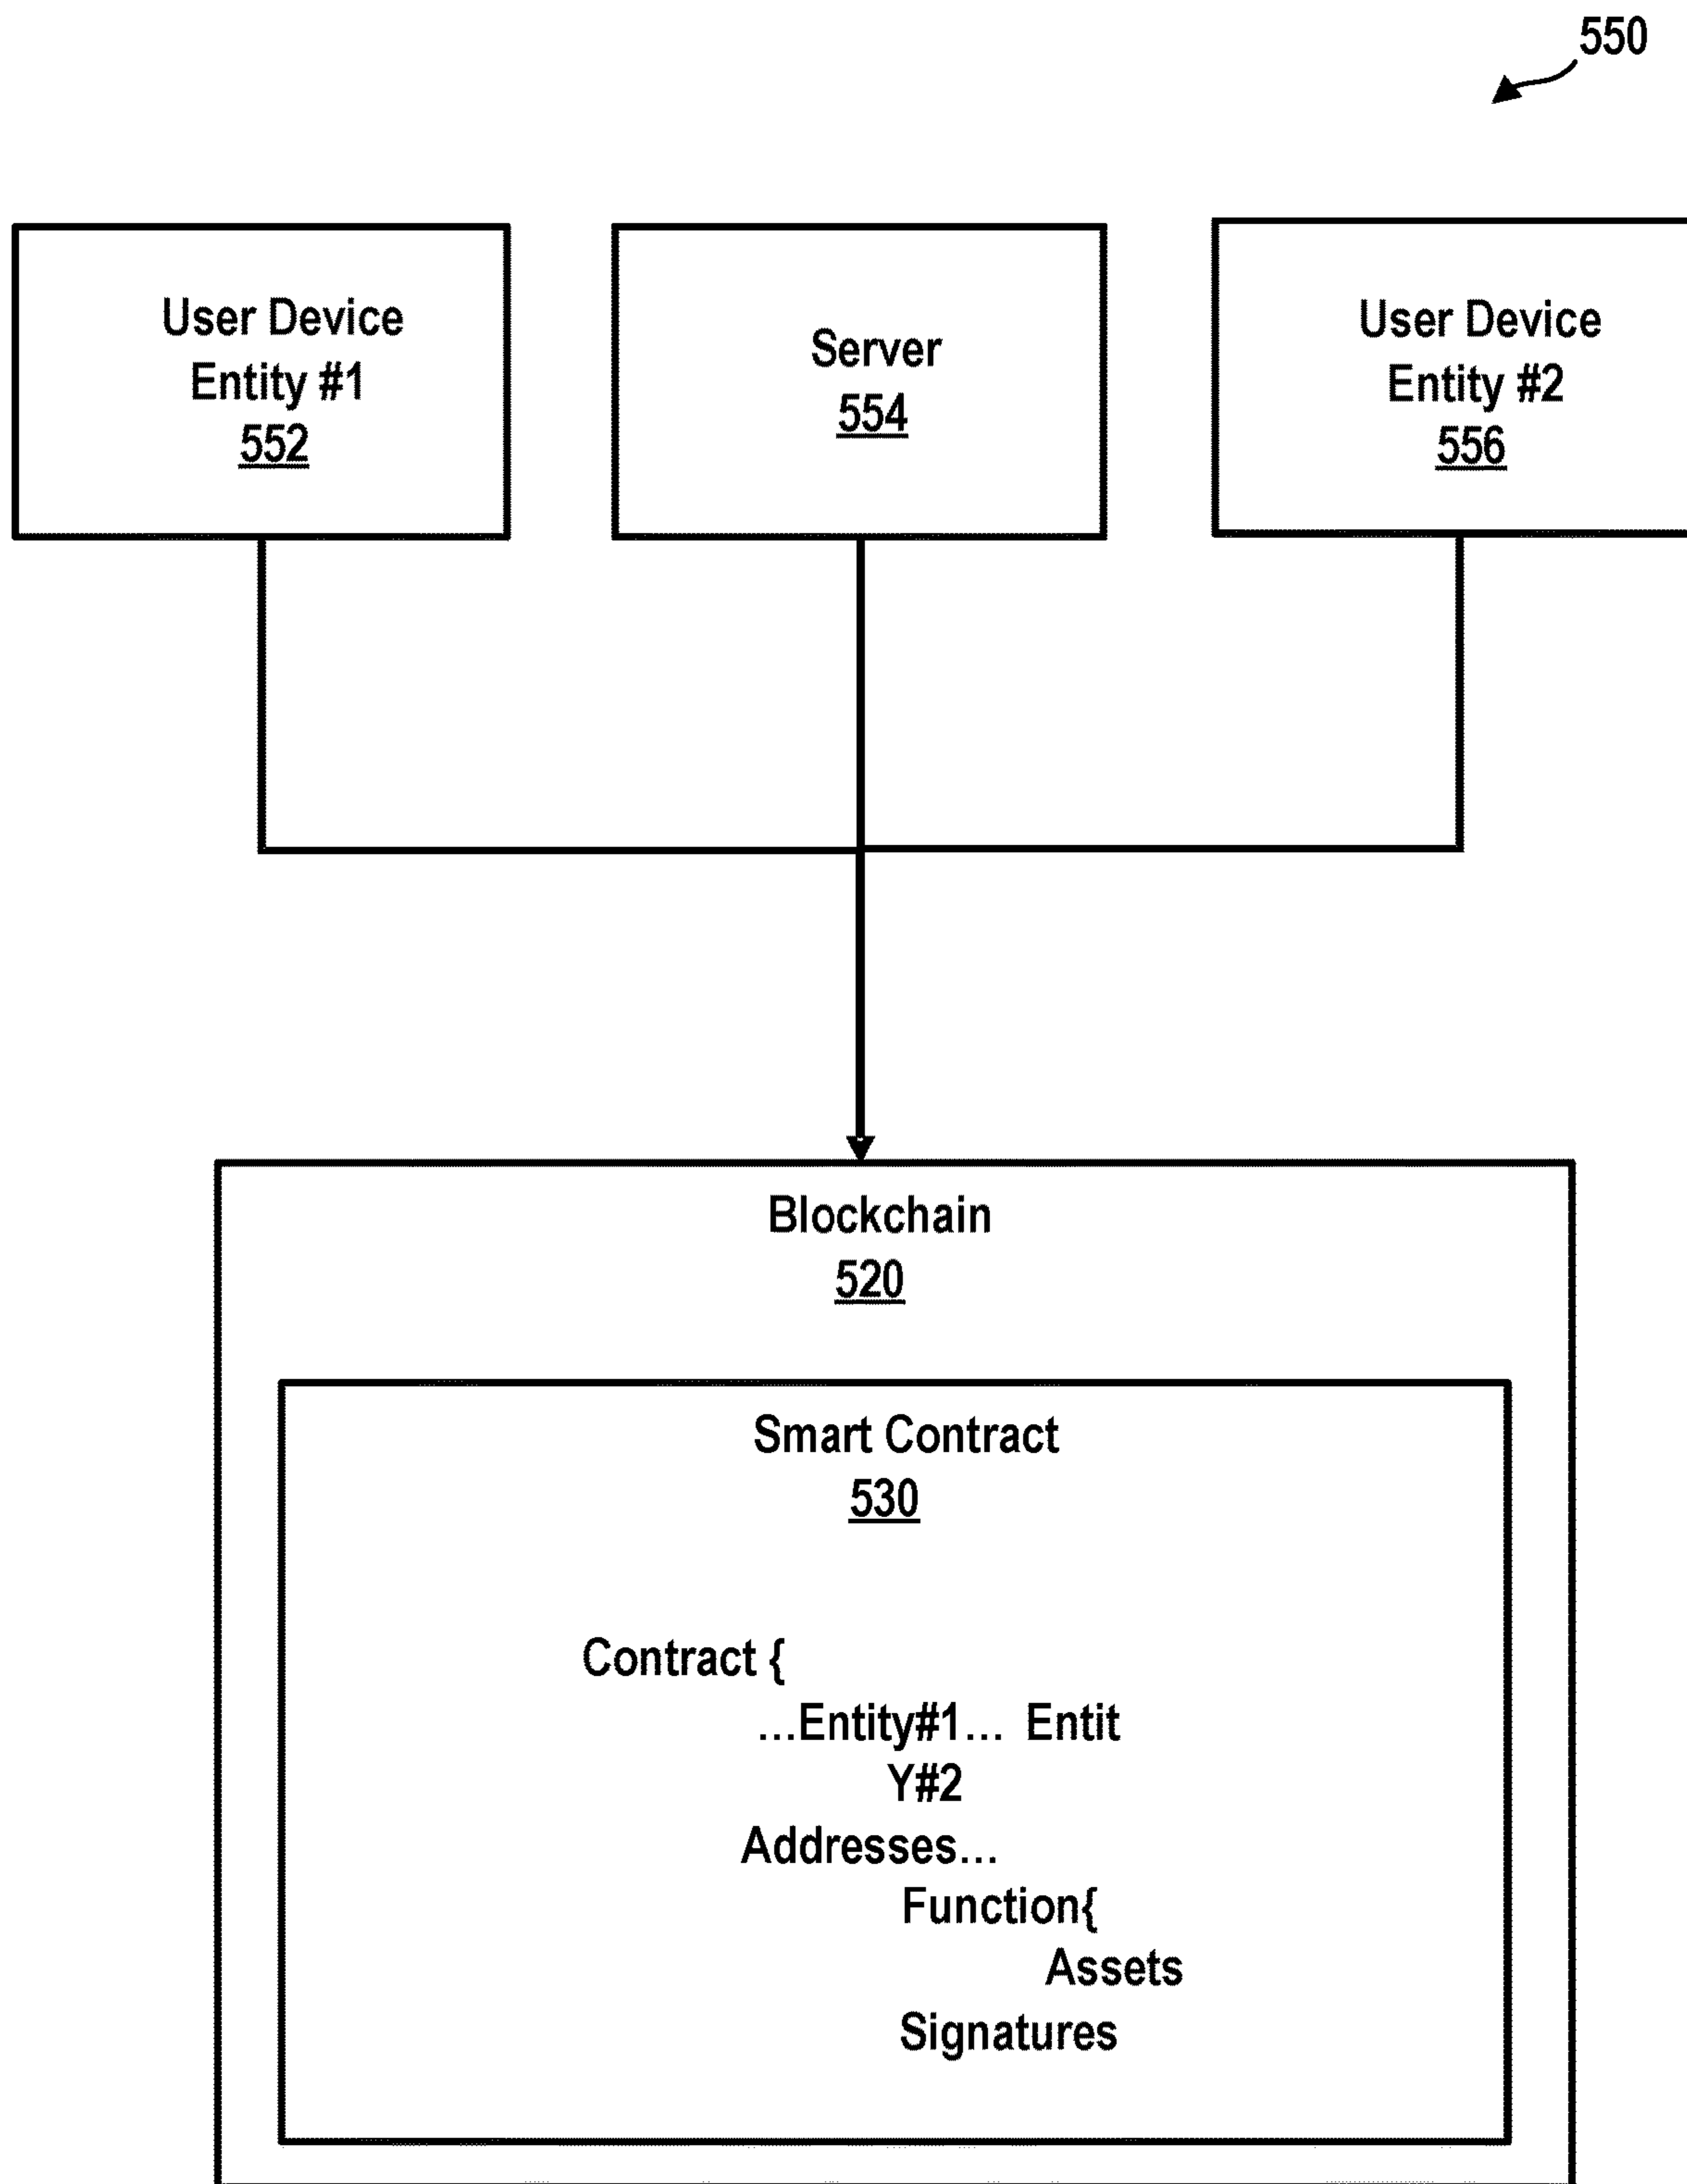 550
User Device
Entity #1
552
Server
554
User Device
Entity #2
556
Blockchain
520
Smart Contract
530
Contract {
...Entity#1... Entit
Y#2
Addresses...
Function{
Assets
Signatures